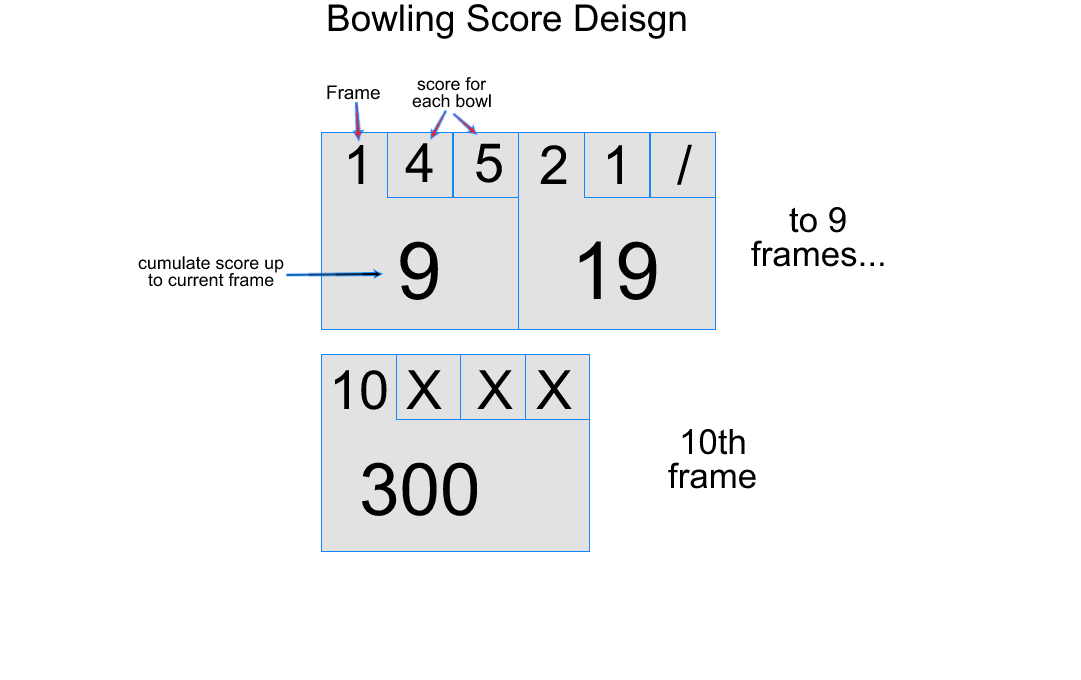 Bowling Score Deisgn
Frame
score for
each bowl
1 4 5 2 1 /
9 19
to 9
frames...
cumulate score up
to current frame
10 X X X
300
10th
frame